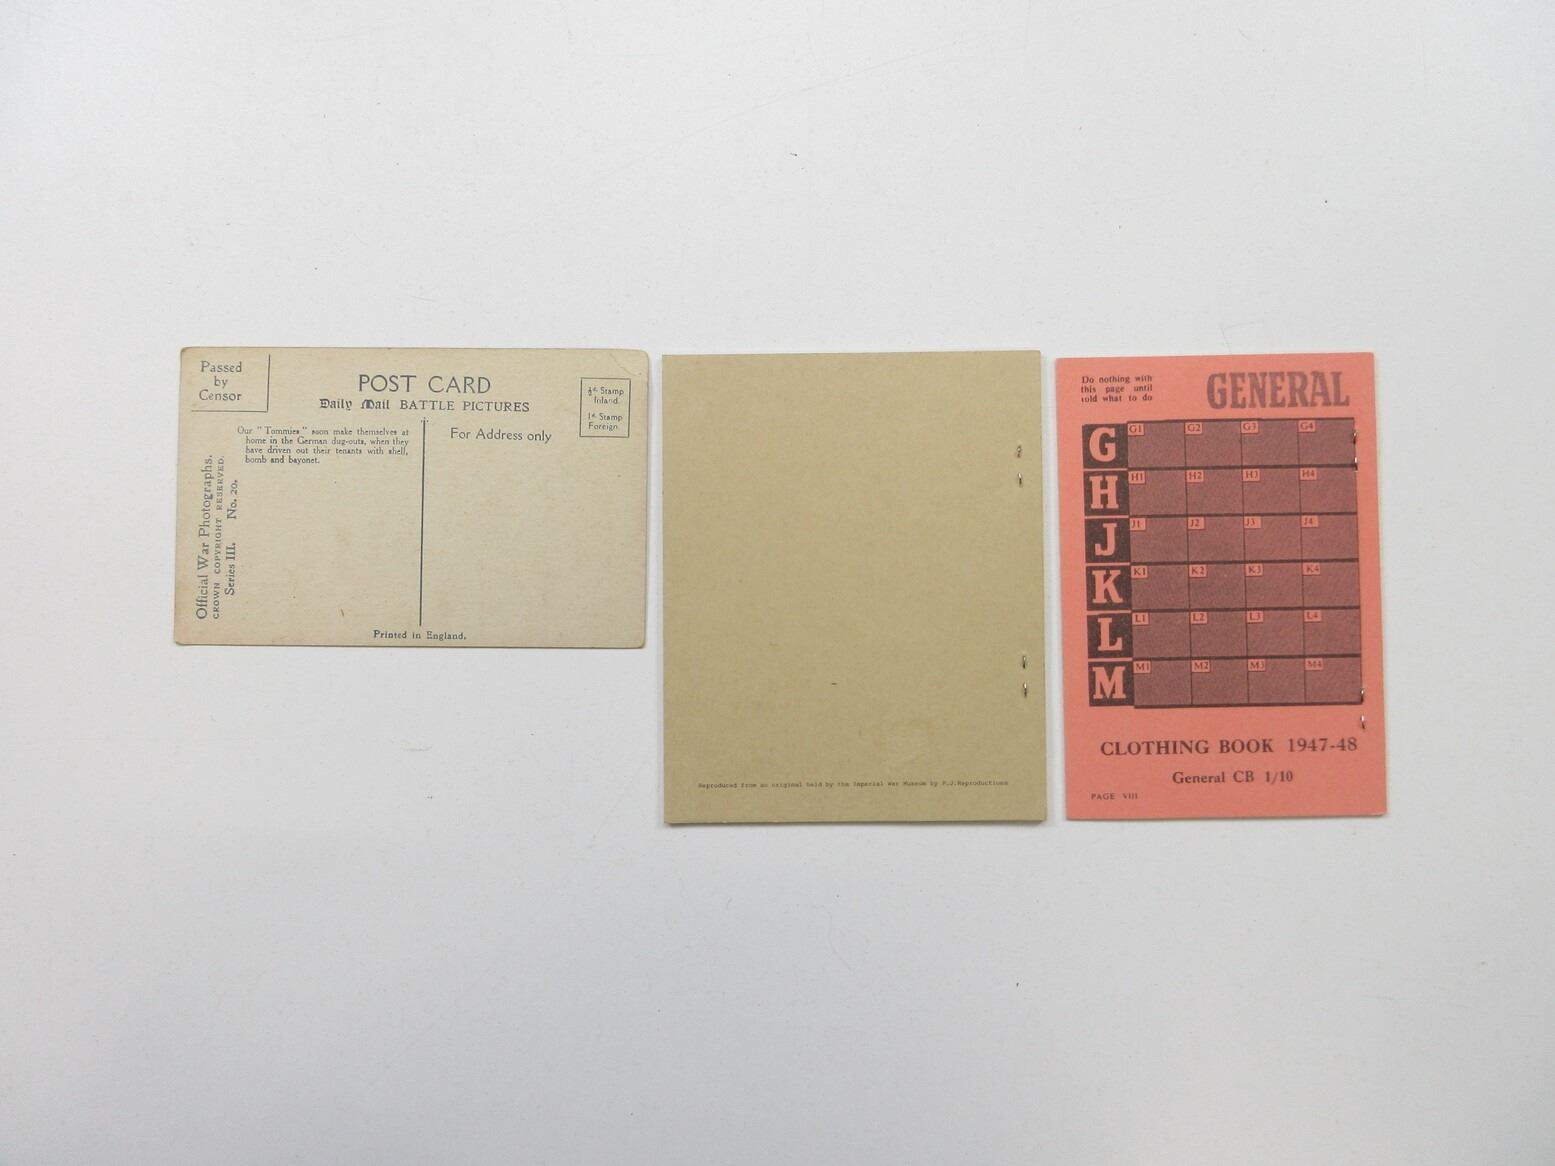 Passed
by
Censor
POST CARD
Daily Mail BATTLE PICTURES
½d. Stamp
Inland.
1d. Stamp
Foreign.
Our "Tommies" soon make themselves at
home in the German dug-outs, when they
have driven out their tenants with shell,
bomb and bayonet.
For Address only
Official War Photographs.
CROWN COPYRIGHT RESERVED.
Series III. No. 20.
Printed in England.
Reproduced from an original held by the Imperial War Museum by P.J.Reproductions
Do nothing with
this page until
told what to do
GENERAL
G G1 G2 G3 G4
H H1 H2 H3 H4
J J1 J2 J3 J4
K K1 K2 K3 K4
L L1 L2 L3 L4
M M1 M2 M3 M4
CLOTHING BOOK 1947-48
General CB 1/10
PAGE VIII